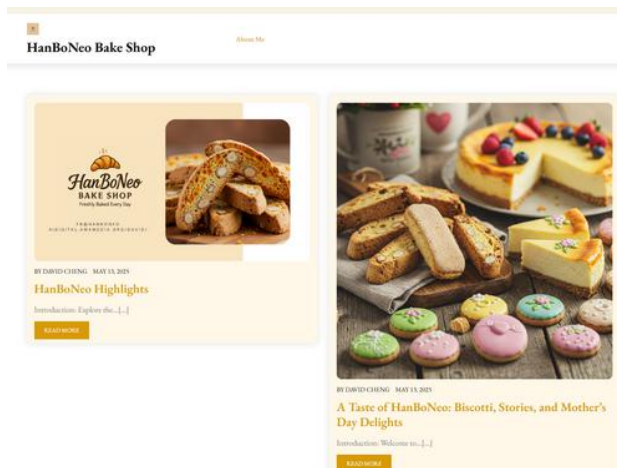 HanBoNeo Bake Shop
About Me
HanBoNeo
BAKE SHOP
Freshly Baked Every Day
BY DAVID CHENG MAY 13, 2025
HanBoNeo Highlights
Introduction: Explore the...[...]
READ MORE
BY DAVID CHENG MAY 13, 2025
A Taste of HanBoNeo: Biscotti, Stories, and Mother's
Day Delights
Introduction: Welcome to...[...]
READ MORE